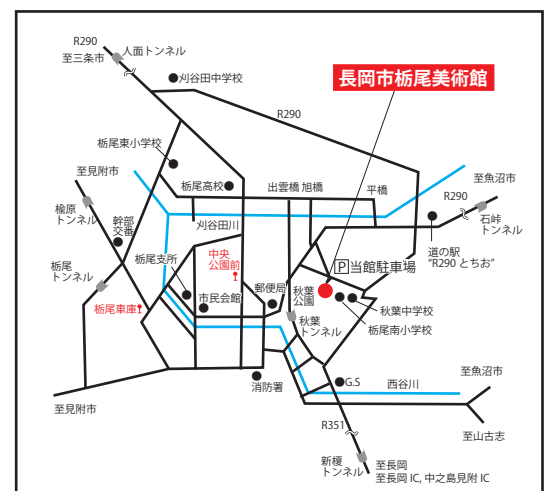 R290
至三条市
人面トンネル
刈谷田中学校
長岡市栃尾美術館
R290
栃尾東小学校
至見附市
栃尾高校
出雲橋 旭橋
平橋
至魚沼市
R290
楡原
トンネル
幹部
交番
刈谷田川
石峠
トンネル
道の駅
“R290 とちお”
栃尾
トンネル
栃尾支所
中央
公園前
P当館駐車場
栃尾車庫
市民会館
郵便局
秋葉
公園
秋葉中学校
秋葉
トンネル
栃尾南小学校
消防署
G.S
西谷川
至魚沼市
至見附市
R351
至山古志
新榎
トンネル
至長岡
至長岡 IC, 中之島見附 IC